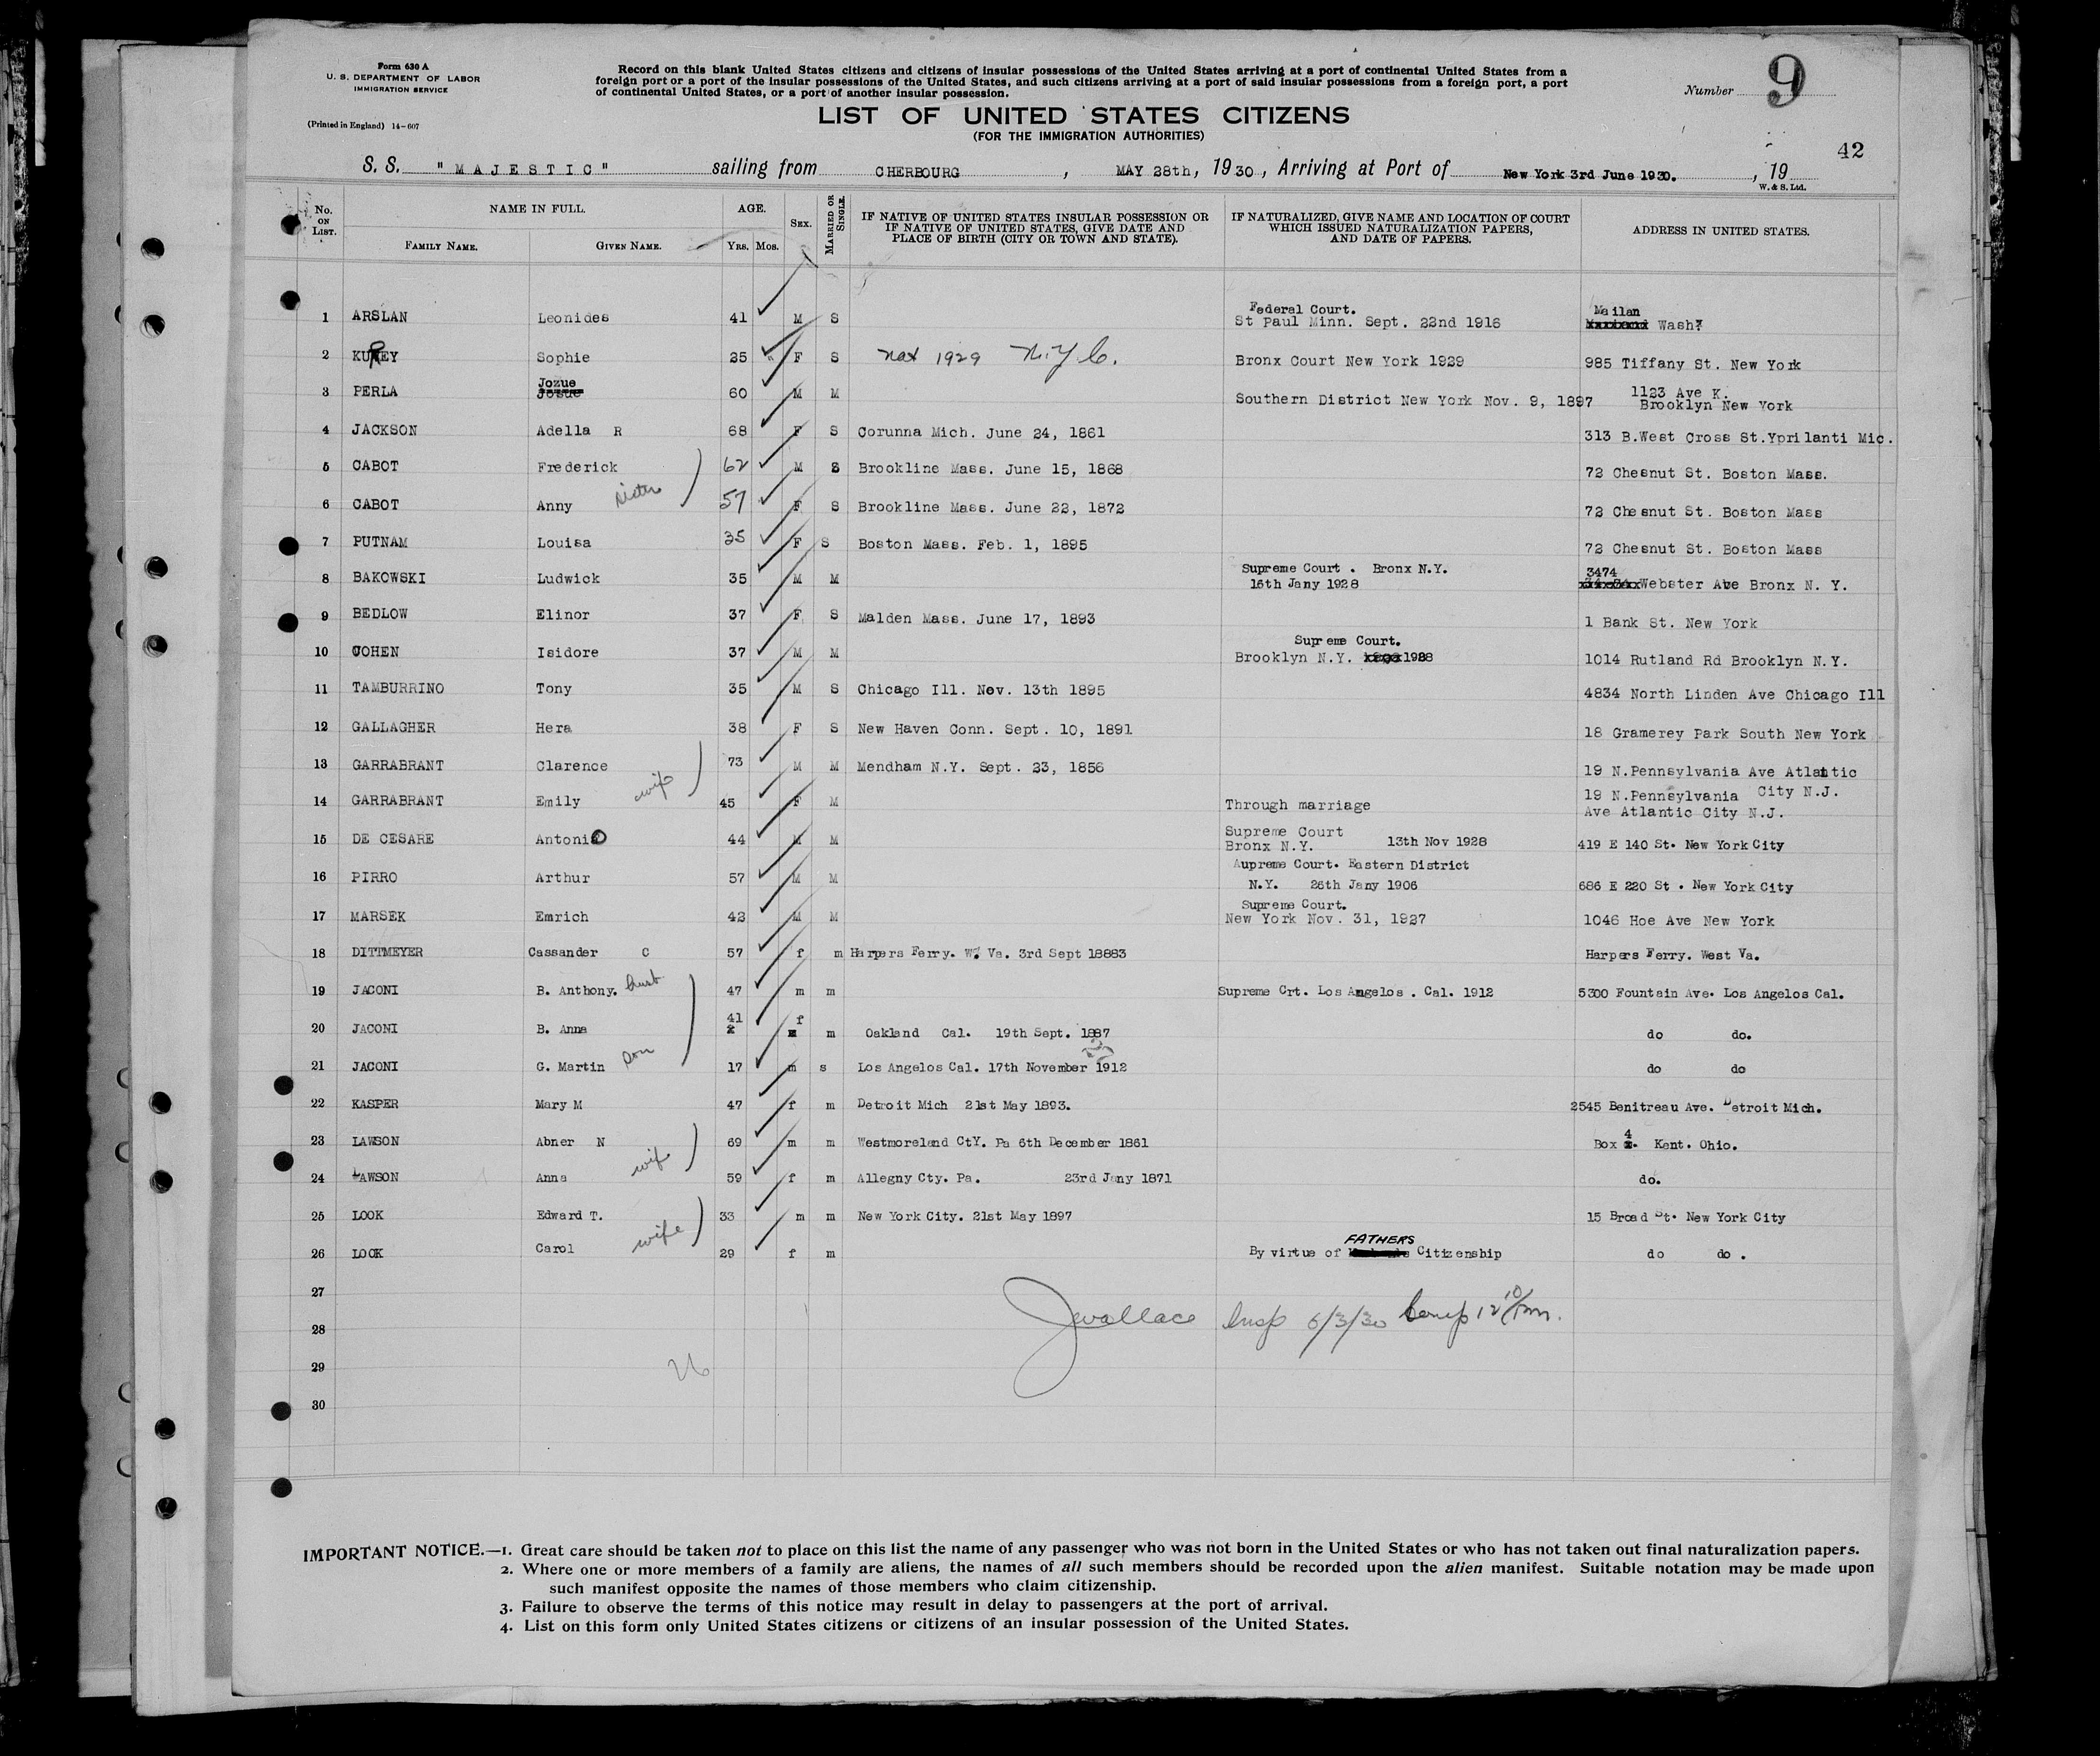 Form 630 A
U. S. DEPARTMENT OF LABOR
IMMIGRATION SERVICE
(Printed in England) 14-607
Record on this blank United States citizens and citizens of insular possessions of the United States arriving at a port of continental United States from a
foreign port or a port of the insular possessions of the United States, and such citizens arriving at a port of said insular possessions from a foreign port, a port
of continental United States, or a port of another insular possession.
Number 9
LIST OF UNITED STATES CITIZENS
(FOR THE IMMIGRATION AUTHORITIES)
42
S. S. "MAJESTIC" sailing from CHERBOURG, MAY 28th, 1930, Arriving at Port of New York 3rd June 1930., 19
W. & S. Ltd.
No. ON LIST. NAME IN FULL. FAMILY NAME. GIVEN NAME. AGE. YRS. MOS. SEX. MARRIED OR SINGLE. IF NATIVE OF UNITED STATES INSULAR POSSESSION OR IF NATIVE OF UNITED STATES, GIVE DATE AND PLACE OF BIRTH (CITY OR TOWN AND STATE). IF NATURALIZED, GIVE NAME AND LOCATION OF COURT WHICH ISSUED NATURALIZATION PAPERS, AND DATE OF PAPERS. ADDRESS IN UNITED STATES.
1 ARSLAN Leonides 41 M S Federal Court. St Paul Minn. Sept. 22nd 1916 Mailan Wash?
2 KUREY Sophie 25 F S nat 1929 N.Y C. Bronx Court New York 1929 985 Tiffany St. New York
3 PERLA Jozue Josue 60 M M Southern District New York Nov. 9, 1897 1123 Ave K. Brooklyn New York
4 JACKSON Adella R 68 F S Corunna Mich. June 24, 1861 313 B.West Cross St.Yprilanti Mic.
5 CABOT Frederick 62 M S Brookline Mass. June 15, 1868 72 Chesnut St. Boston Mass.
6 CABOT Anny sister 57 F S Brookline Mass. June 22, 1872 72 Chesnut St. Boston Mass
7 PUTNAM Louisa 35 F S Boston Mass. Feb. 1, 1895 72 Chesnut St. Boston Mass
8 BAKOWSKI Ludwick 35 M M Supreme Court . Bronx N.Y. 16th Jany 1928 3474 Webster Ave Bronx N. Y.
9 BEDLOW Elinor 37 F S Malden Mass. June 17, 1893 1 Bank St. New York
10 COHEN Isidore 37 M M Supreme Court. Brooklyn N.Y. 1928 1014 Rutland Rd Brooklyn N.Y.
11 TAMBURRINO Tony 35 M S Chicago Ill. Nov. 13th 1895 4834 North Linden Ave Chicago Ill
12 GALLAGHER Hera 38 F S New Haven Conn. Sept. 10, 1891 18 Gramerey Park South New York
13 GARRABRANT Clarence 73 M M Mendham N.Y. Sept. 23, 1856 19 N.Pennsylvania Ave Atlantic City N.J.
14 GARRABRANT Emily wife 45 F M Through marriage 19 N.Pennsylvania Ave Atlantic City N.J.
15 DE CESARE Antonio 44 M M Supreme Court Bronx N.Y. 13th Nov 1928 419 E 140 St. New York City
16 PIRRO Arthur 57 M M Aupreme Court. Eastern District N.Y. 26th Jany 1906 686 E 220 St . New York City
17 MARSEK Emrich 42 M M Supreme Court. New York Nov. 31, 1927 1046 Hoe Ave New York
18 DITTMEYER Cassander C 57 f m Harpers Ferry. W. Va. 3rd Sept 18883 Harpers Ferry. West Va.
19 JACONI B. Anthony. husb 47 m m Supreme Crt. Los Angelos . Cal. 1912 5300 Fountain Ave. Los Angelos Cal.
20 JACONI B. Anna 41 f m Oakland Cal. 19th Sept. 1887 do do.
21 JACONI G. Martin son 17 m s Los Angelos Cal. 17th November 1912 do do
22 KASPER Mary M 47 f m Detroit Mich 21st May 1893. 2545 Benitreau Ave. Detroit Mich.
23 LAWSON Abner N 69 m m Westmoreland CtY. Pa 6th December 1861 Box 4. Kent. Ohio.
24 LAWSON Anna wife 59 f m Allegny Cty. Pa. 23rd Jany 1871 do.
25 LOOK Edward T. 33 m m New York City. 21st May 1897 15 Broad St. New York City
26 LOOK Carol wife 29 f m By virtue of FATHERS Citizenship do do .
27
28 JWallace Insp 6/3/30 Comp 12 10/pm.
29 26
30
IMPORTANT NOTICE.—1. Great care should be taken not to place on this list the name of any passenger who was not born in the United States or who has not taken out final naturalization papers.
2. Where one or more members of a family are aliens, the names of all such members should be recorded upon the alien manifest. Suitable notation may be made upon
such manifest opposite the names of those members who claim citizenship.
3. Failure to observe the terms of this notice may result in delay to passengers at the port of arrival.
4. List on this form only United States citizens or citizens of an insular possession of the United States.